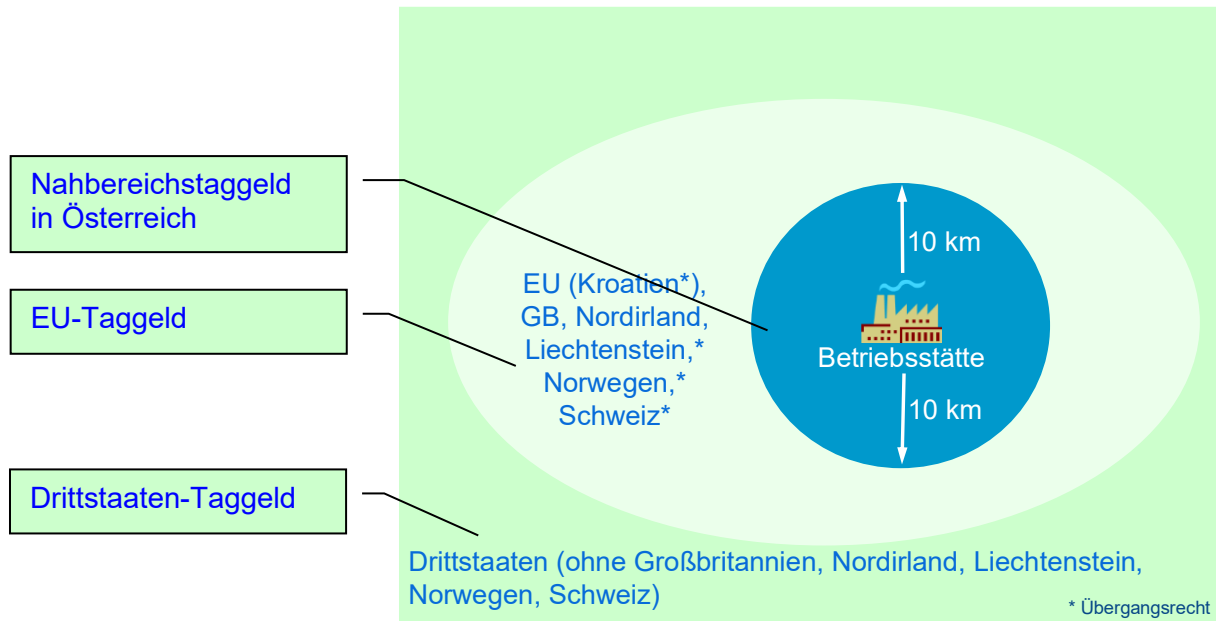 Nahbereichstaggeld
in Österreich
EU-Taggeld
Drittstaaten-Taggeld
EU (Kroatien*),
GB, Nordirland,
Liechtenstein,*
Norwegen,*
Schweiz*
10 km
Betriebsstätte
10 km
Drittstaaten (ohne Großbritannien, Nordirland, Liechtenstein,
Norwegen, Schweiz)
* Übergangsrecht